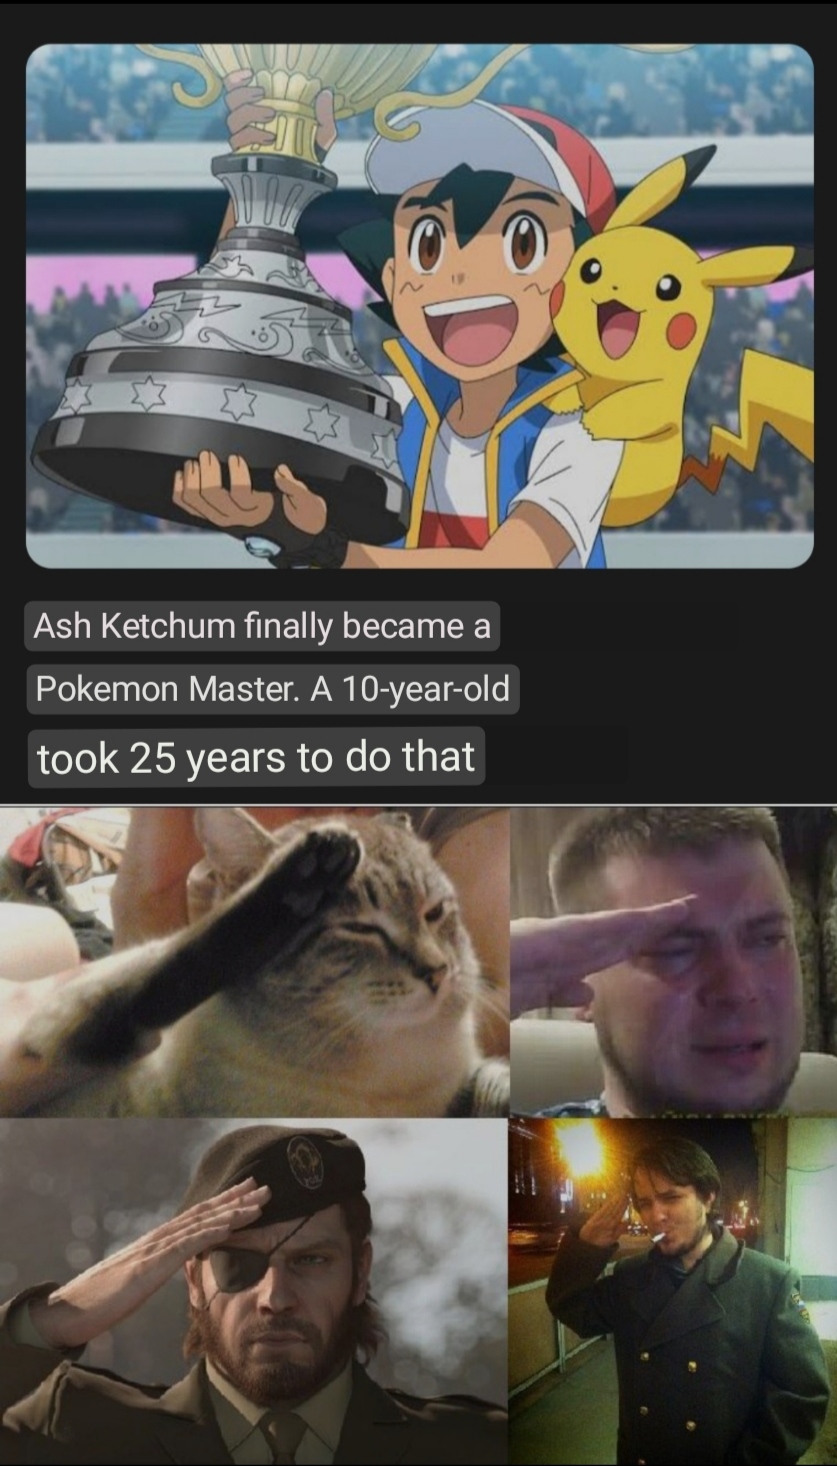 Ash Ketchum finally became a
Pokemon Master. A 10-year-old
took 25 years to do that